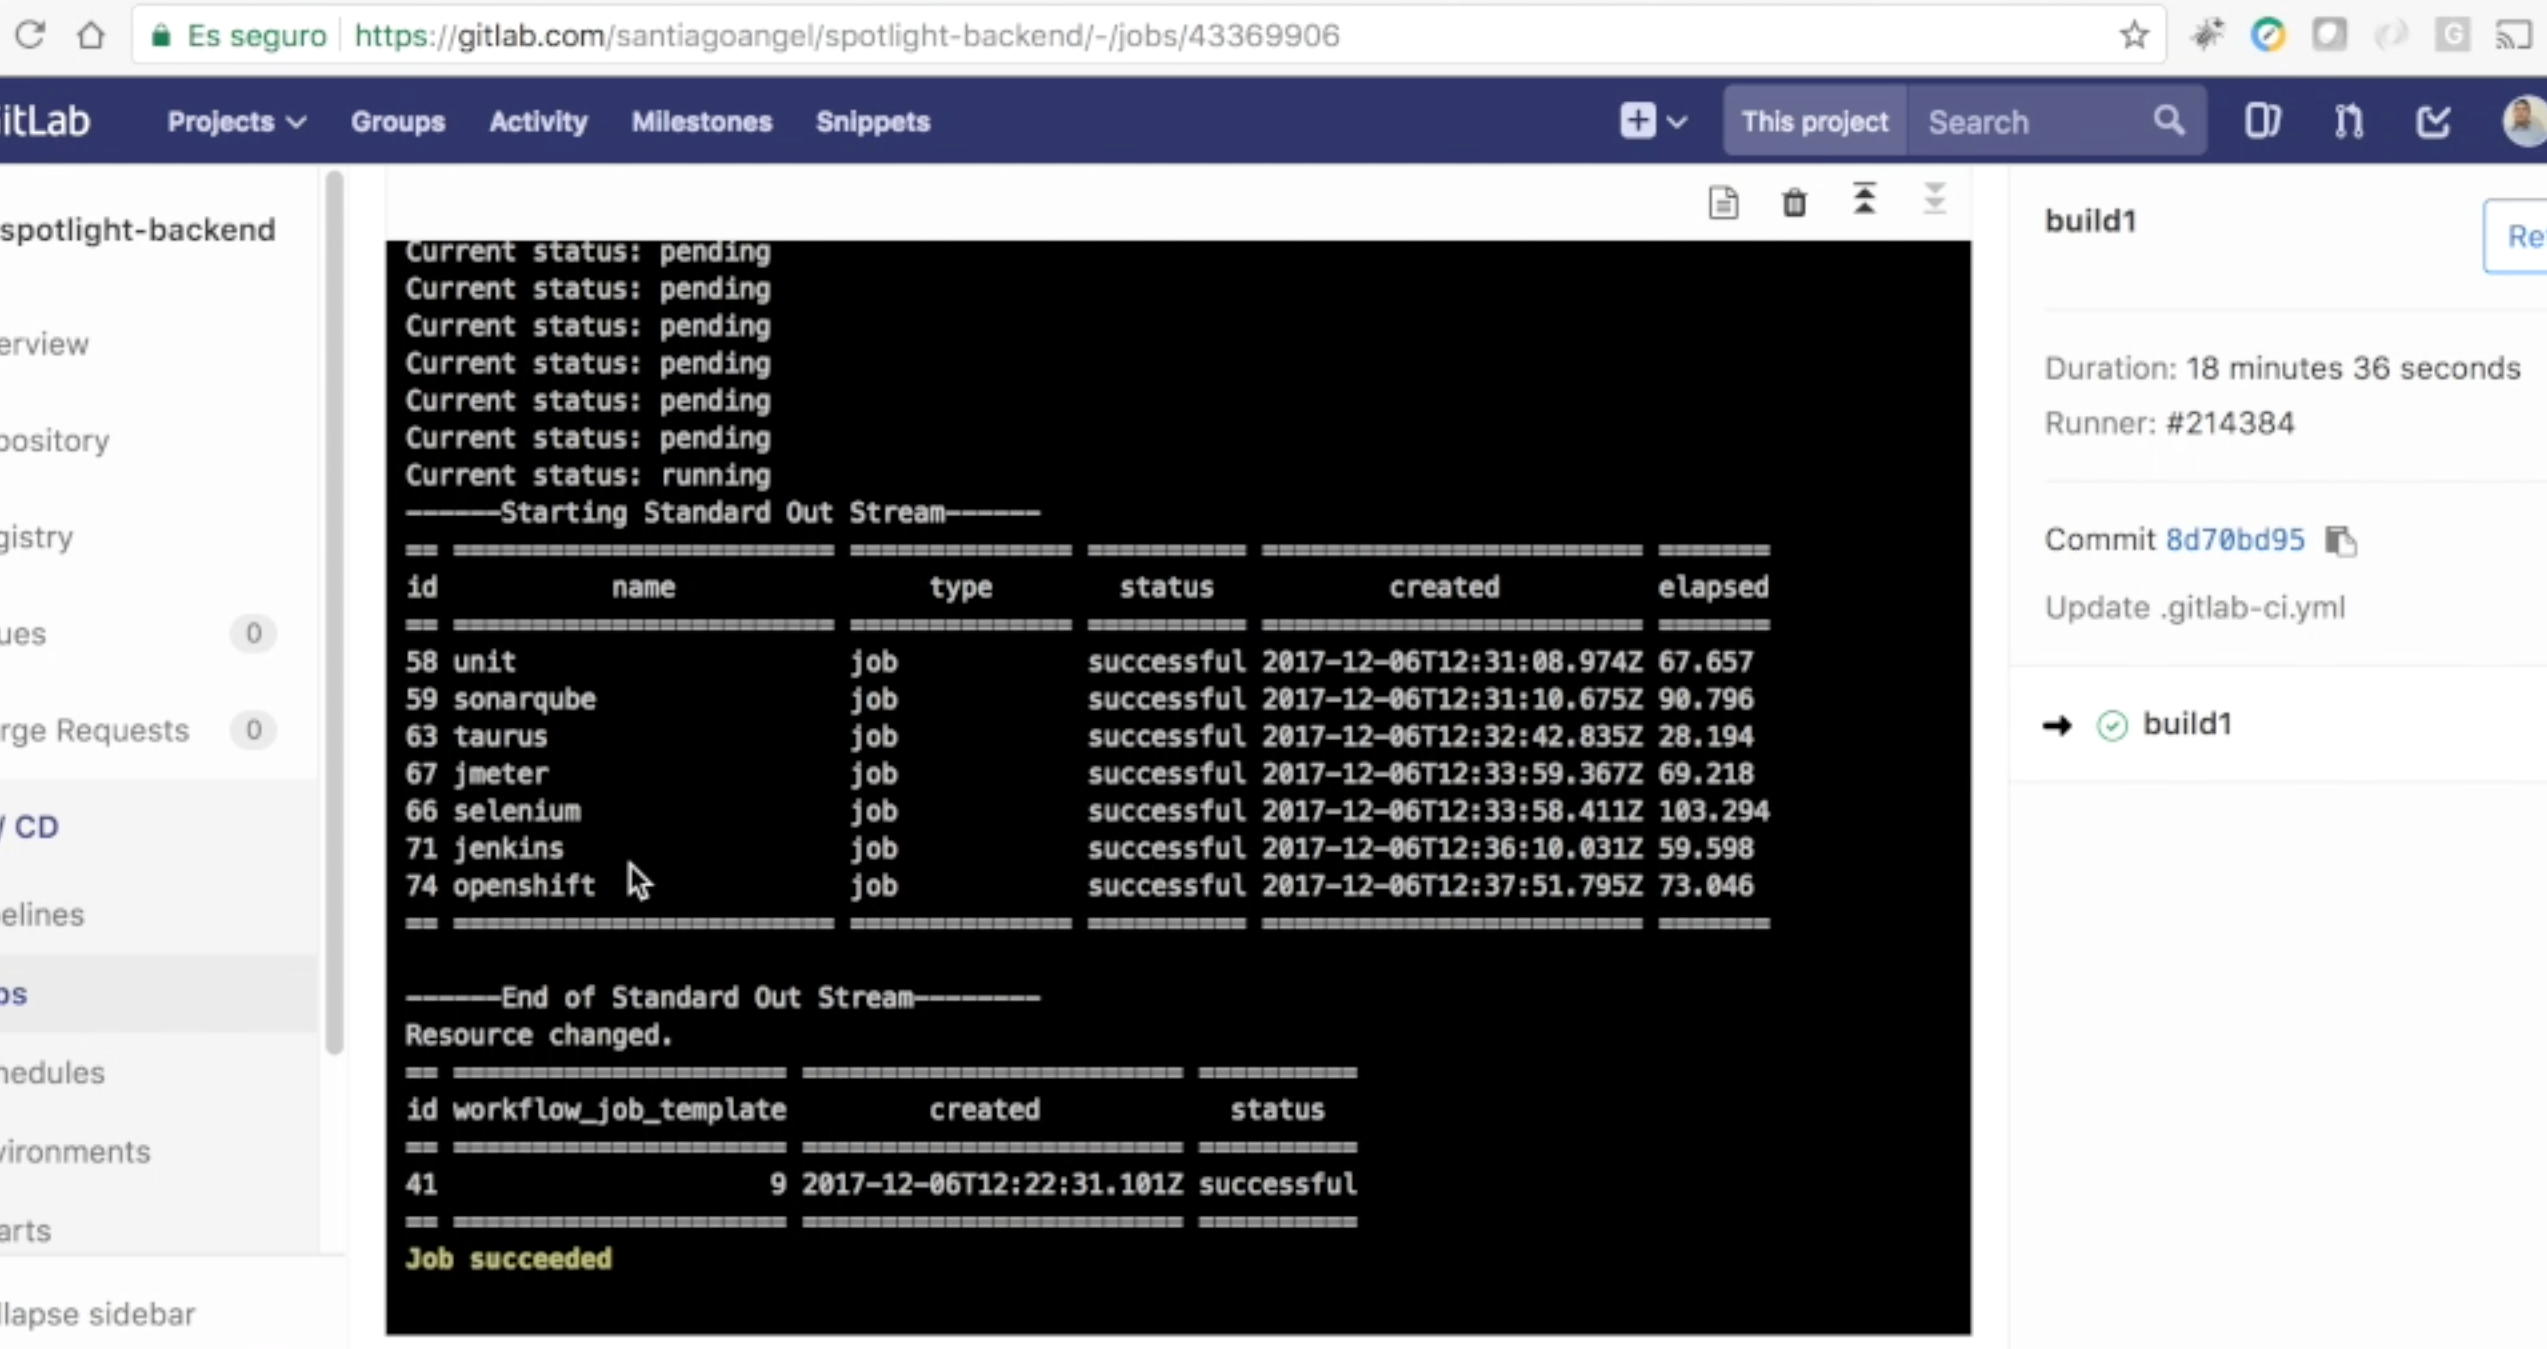 Es seguro https://gitlab.com/santiagoangel/spotlight-backend/-/jobs/43369906
itLab Projects Groups Activity Milestones Snippets This project Search
spotlight-backend
erview
pository
gistry
ues 0
rge Requests 0
/ CD
elines
bs
hedules
vironments
arts
llapse sidebar
Current status: pending
Current status: pending
Current status: pending
Current status: pending
Current status: pending
Current status: pending
Current status: running
------Starting Standard Out Stream------
== ======================== ============== ========== ======================== =======
id name type status created elapsed
== ======================== ============== ========== ======================== =======
58 unit job successful 2017-12-06T12:31:08.974Z 67.657
59 sonarqube job successful 2017-12-06T12:31:10.675Z 90.796
63 taurus job successful 2017-12-06T12:32:42.835Z 28.194
67 jmeter job successful 2017-12-06T12:33:59.367Z 69.218
66 selenium job successful 2017-12-06T12:33:58.411Z 103.294
71 jenkins job successful 2017-12-06T12:36:10.031Z 59.598
74 openshift job successful 2017-12-06T12:37:51.795Z 73.046
== ======================== ============== ========== ======================== =======
------End of Standard Out Stream--------
Resource changed.
== ===================== ======================== ==========
id workflow_job_template created status
== ===================== ======================== ==========
41 9 2017-12-06T12:22:31.101Z successful
== ===================== ======================== ==========
Job succeeded
build1
Re
Duration: 18 minutes 36 seconds
Runner: #214384
Commit 8d70bd95
Update .gitlab-ci.yml
→ build1